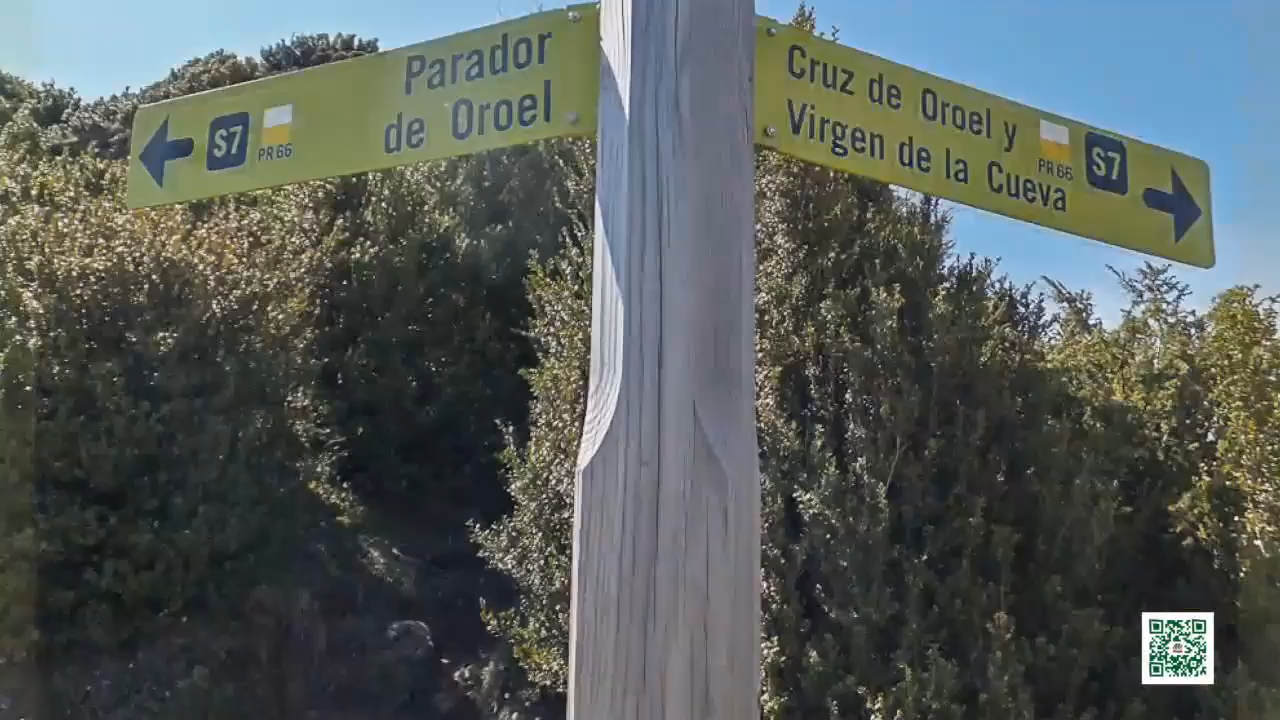 Parador
de Oroel
S7
PR 66
Cruz de Oroel y
Virgen de la Cueva
PR 66
S7